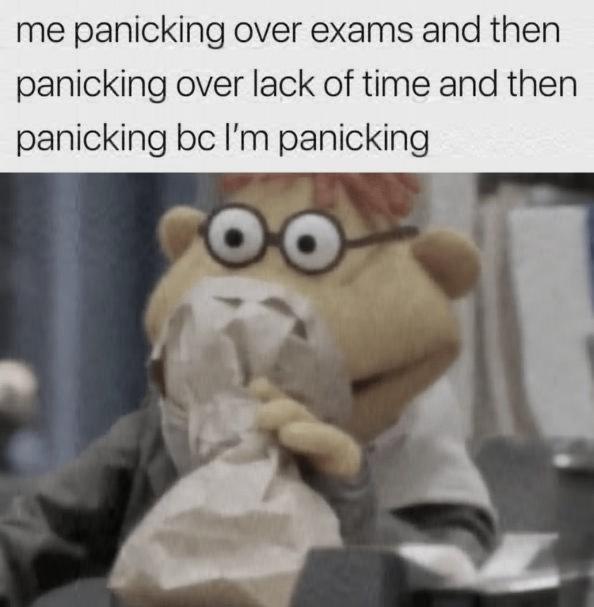 me panicking over exams and then
panicking over lack of time and then
panicking bc I'm panicking